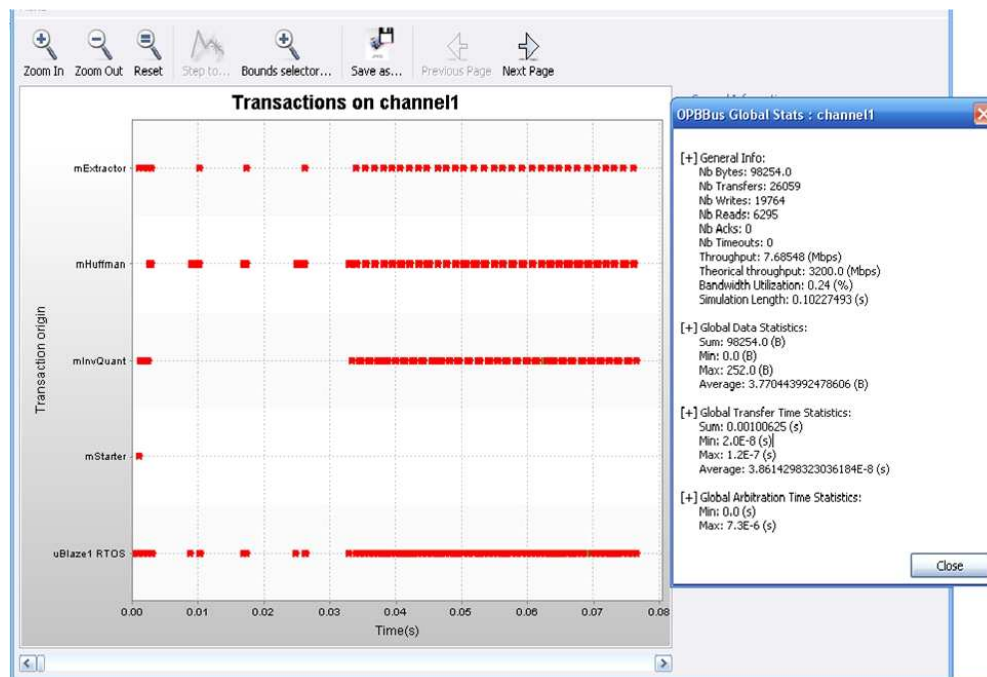 Zoom In Zoom Out Reset Step to... Bounds selector... Save as... Previous Page Next Page
Transactions on channel1
mExtractor
mHuffman
mInvQuant
mStarter
uBlaze1 RTOS
Transaction origin
0.00 0.01 0.02 0.03 0.04 0.05 0.06 0.07 0.08
Time(s)
OPBBus Global Stats : channel1
[+] General Info:
Nb Bytes: 98254.0
Nb Transfers: 26059
Nb Writes: 19764
Nb Reads: 6295
Nb Acks: 0
Nb Timeouts: 0
Throughput: 7.68548 (Mbps)
Theorical throughput: 3200.0 (Mbps)
Bandwidth Utilization: 0.24 (%)
Simulation Length: 0.10227493 (s)
[+] Global Data Statistics:
Sum: 98254.0 (B)
Min: 0.0 (B)
Max: 252.0 (B)
Average: 3.770443992478606 (B)
[+] Global Transfer Time Statistics:
Sum: 0.00100625 (s)
Min: 2.0E-8 (s)
Max: 1.2E-7 (s)
Average: 3.8614298323036184E-8 (s)
[+] Global Arbitration Time Statistics:
Min: 0.0 (s)
Max: 7.3E-6 (s)
Close